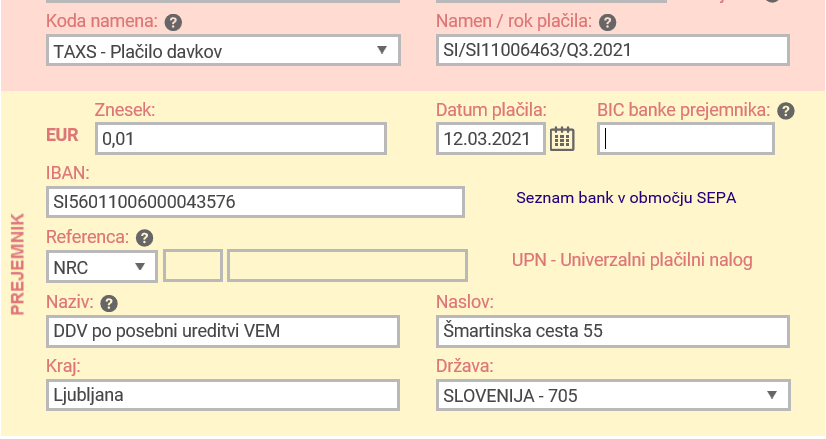 Koda namena: ? Namen / rok plačila: ?
TAXS - Plačilo davkov SI/SI11006463/Q3.2021
Znesek: Datum plačila: BIC banke prejemnika: ?
EUR 0,01 12.03.2021
IBAN:
SI56011006000043576 Seznam bank v območju SEPA
Referenca: ?
NRC UPN - Univerzalni plačilni nalog
PREJEMNIK
Naziv: ? Naslov:
DDV po posebni ureditvi VEM Šmartinska cesta 55
Kraj: Država:
Ljubljana SLOVENIJA - 705